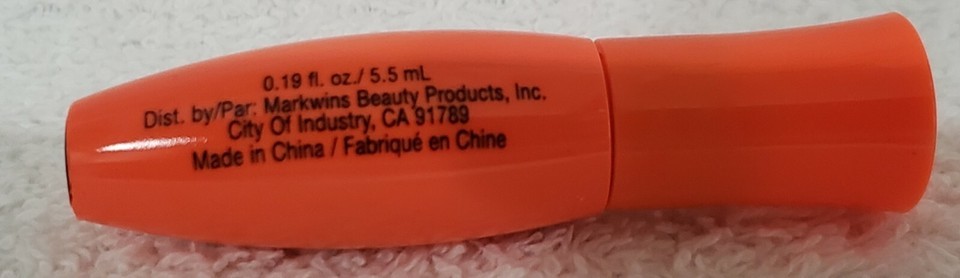 0.19 fl. oz./ 5.5 mL
Dist. by/Par: Markwins Beauty Products, Inc.
City Of Industry, CA 91789
Made in China / Fabriqué en Chine